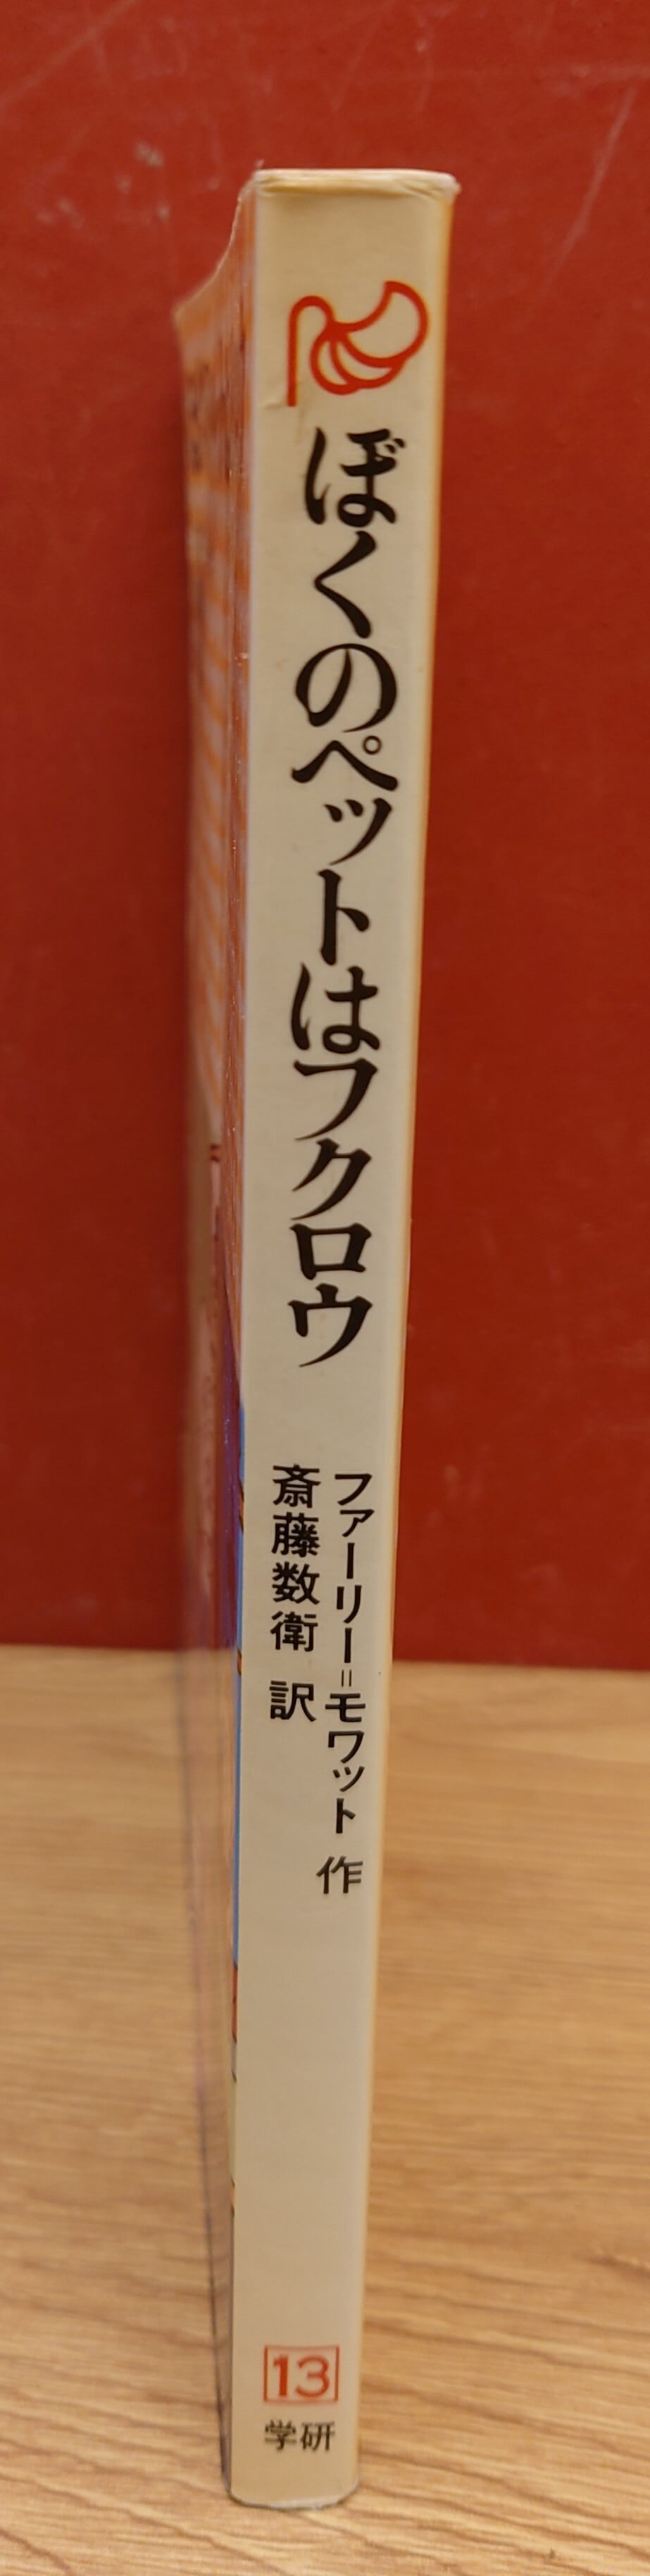 ぼくのペットはフクロウ
ファーリー＝モワット 作
斎藤数衛 訳
13
学研